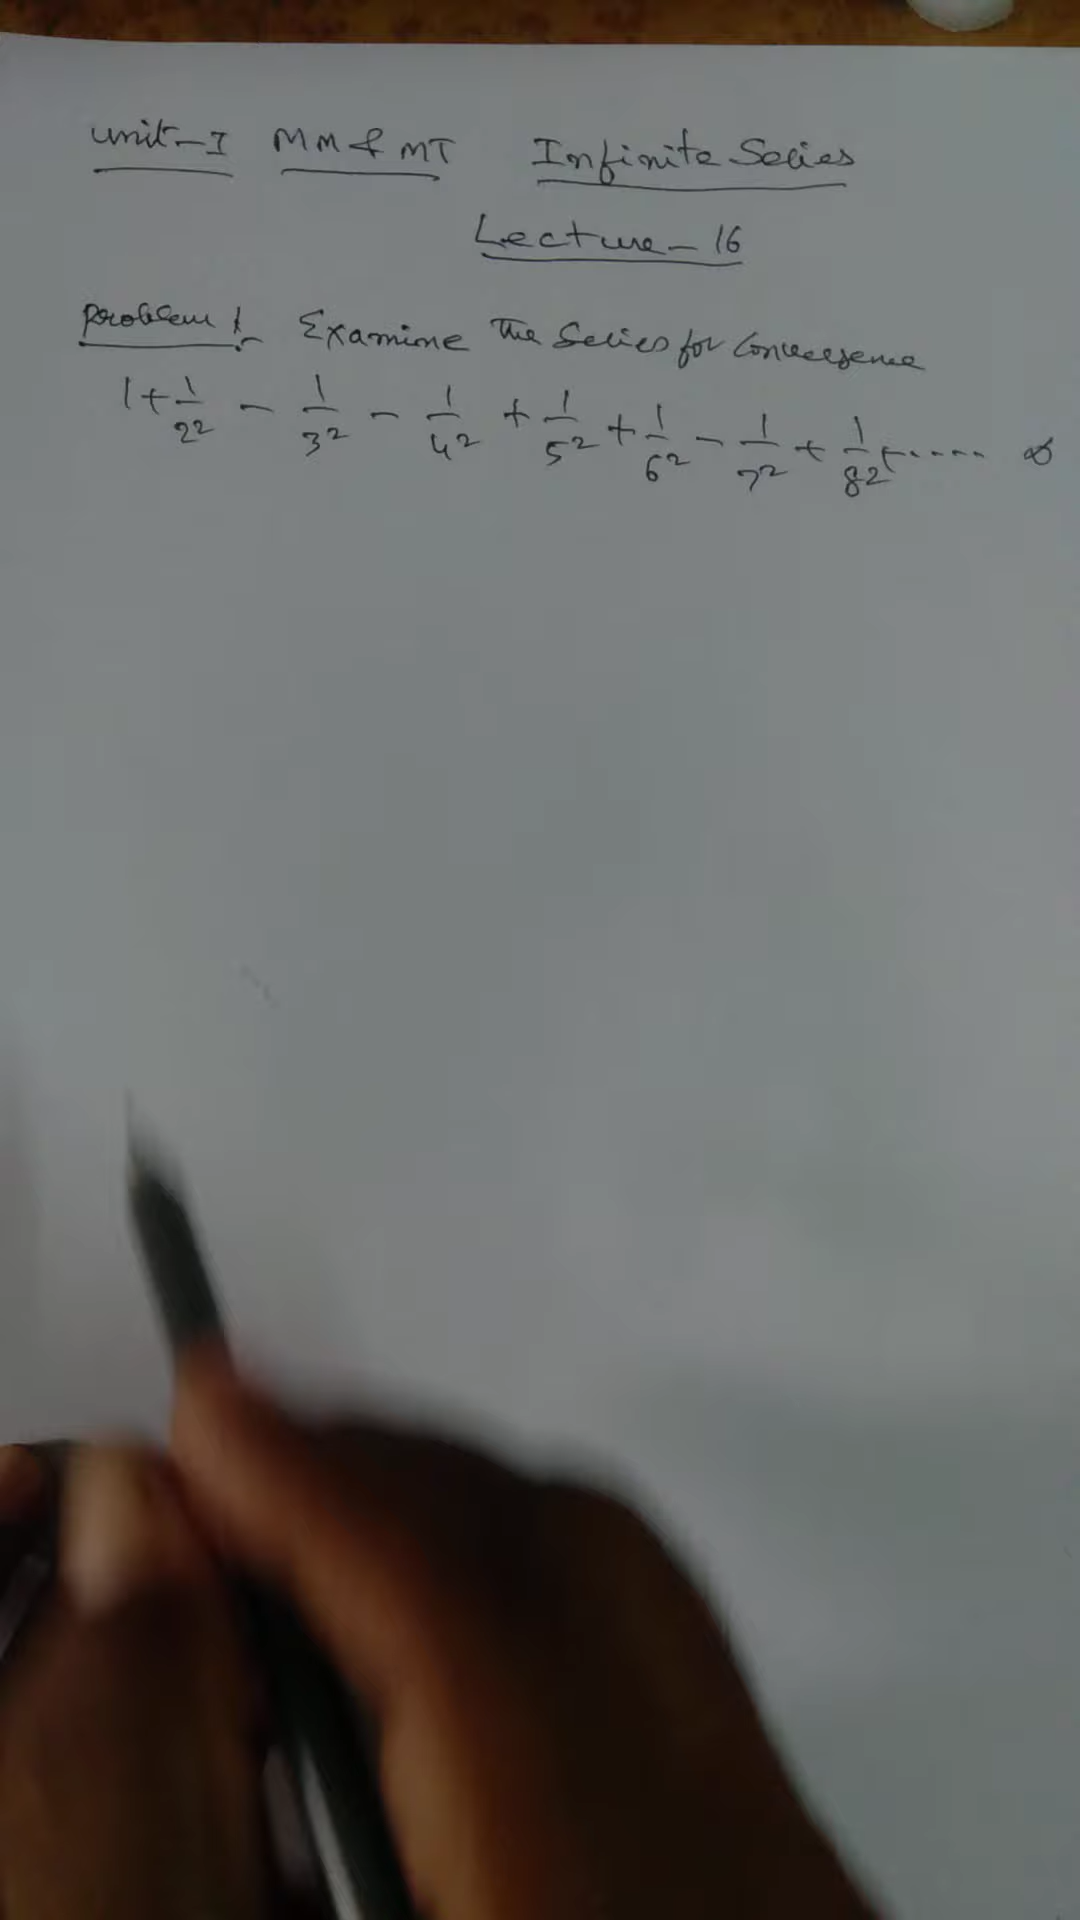 Unit-I MM & MT Infinite Series
Lecture-16
Problem 1:- Examine the Series for Convergence
1 + 1/2² - 1/3² - 1/4² + 1/5² + 1/6² - 1/7² + 1/8² + ..... ∞